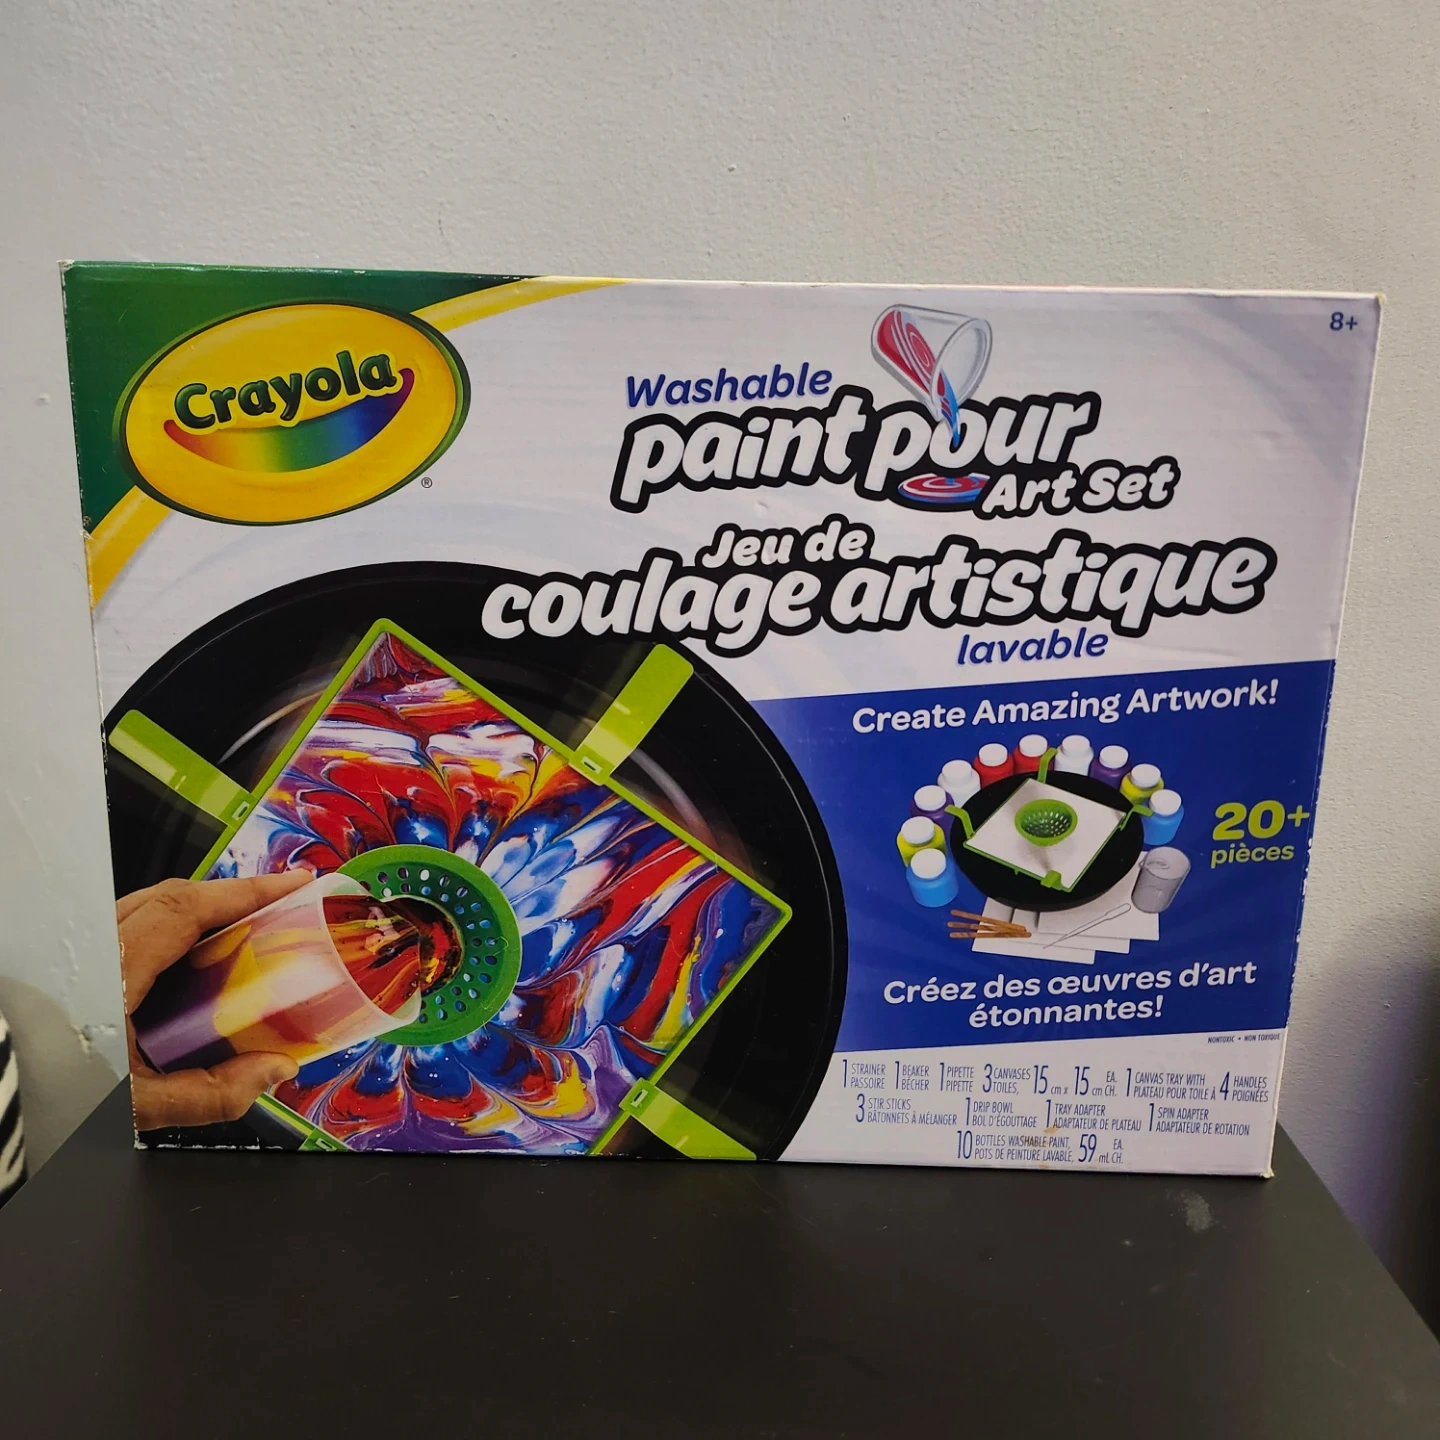 Crayola
®
8+
Washable
paint pour
Art Set
Jeu de
coulage artistique
lavable
Create Amazing Artwork!
20+
pièces
Créez des œuvres d'art
étonnantes!
NONTOXIC • NON TOXIQUE
1 STRAINER PASSOIRE 1 BEAKER BÉCHER 1 PIPETTE PIPETTE 3 CANVASES TOILES, 15 cm x 15 cm EA. CH. 1 CANVAS TRAY WITH PLATEAU POUR TOILE À 4 HANDLES POIGNÉES
3 STIR STICKS BÂTONNETS À MÉLANGER 1 DRIP BOWL BOL D'ÉGOUTTAGE 1 TRAY ADAPTER ADAPTATEUR DE PLATEAU 1 SPIN ADAPTER ADAPTATEUR DE ROTATION
10 BOTTLES WASHABLE PAINT, POTS DE PEINTURE LAVABLE, 59 mL EA. CH.